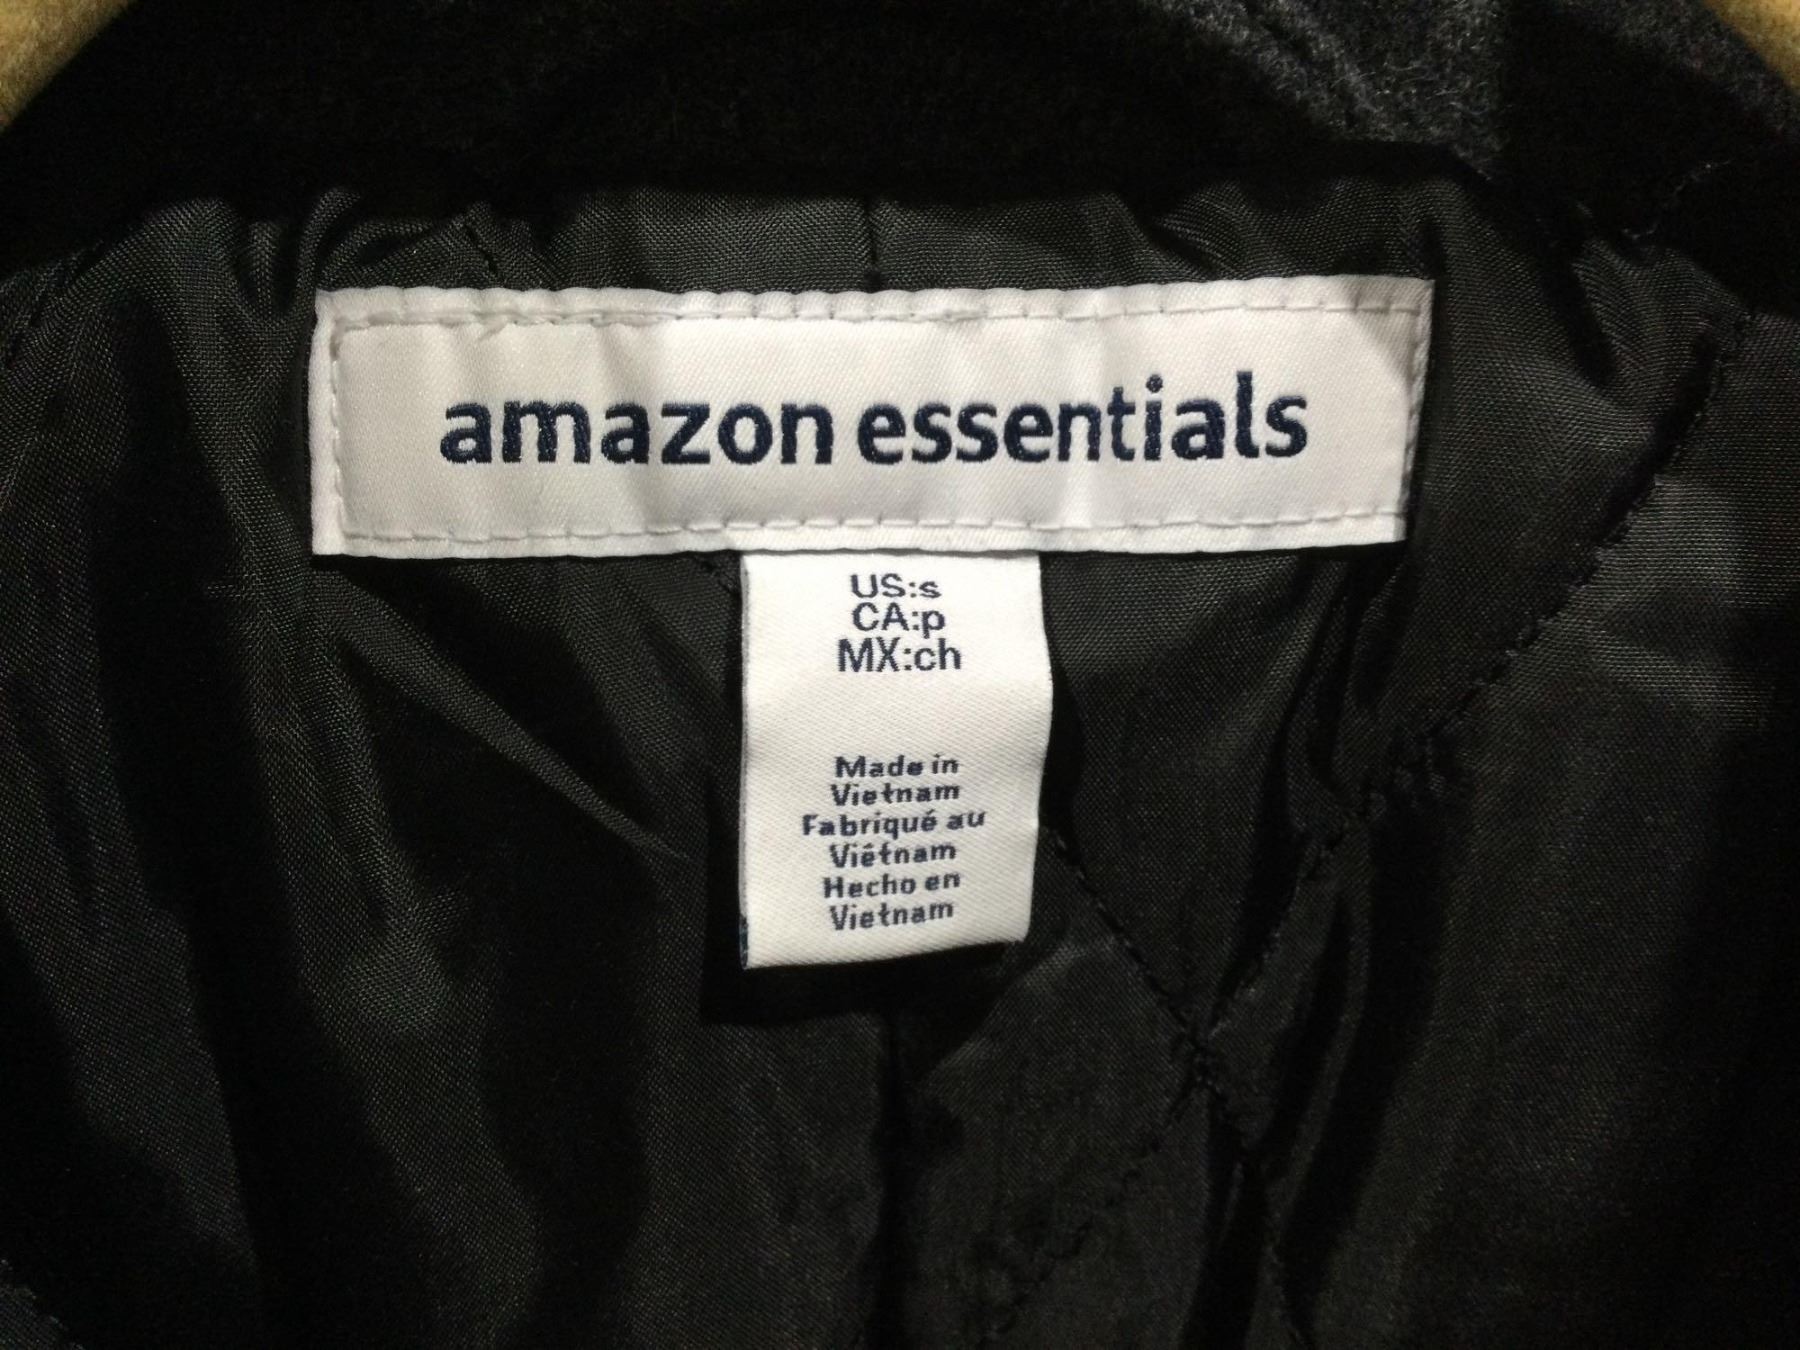 amazon essentials
US:s
CA:p
MX:ch
Made in
Vietnam
Fabriqué au
Viêtnam
Hecho en
Vietnam